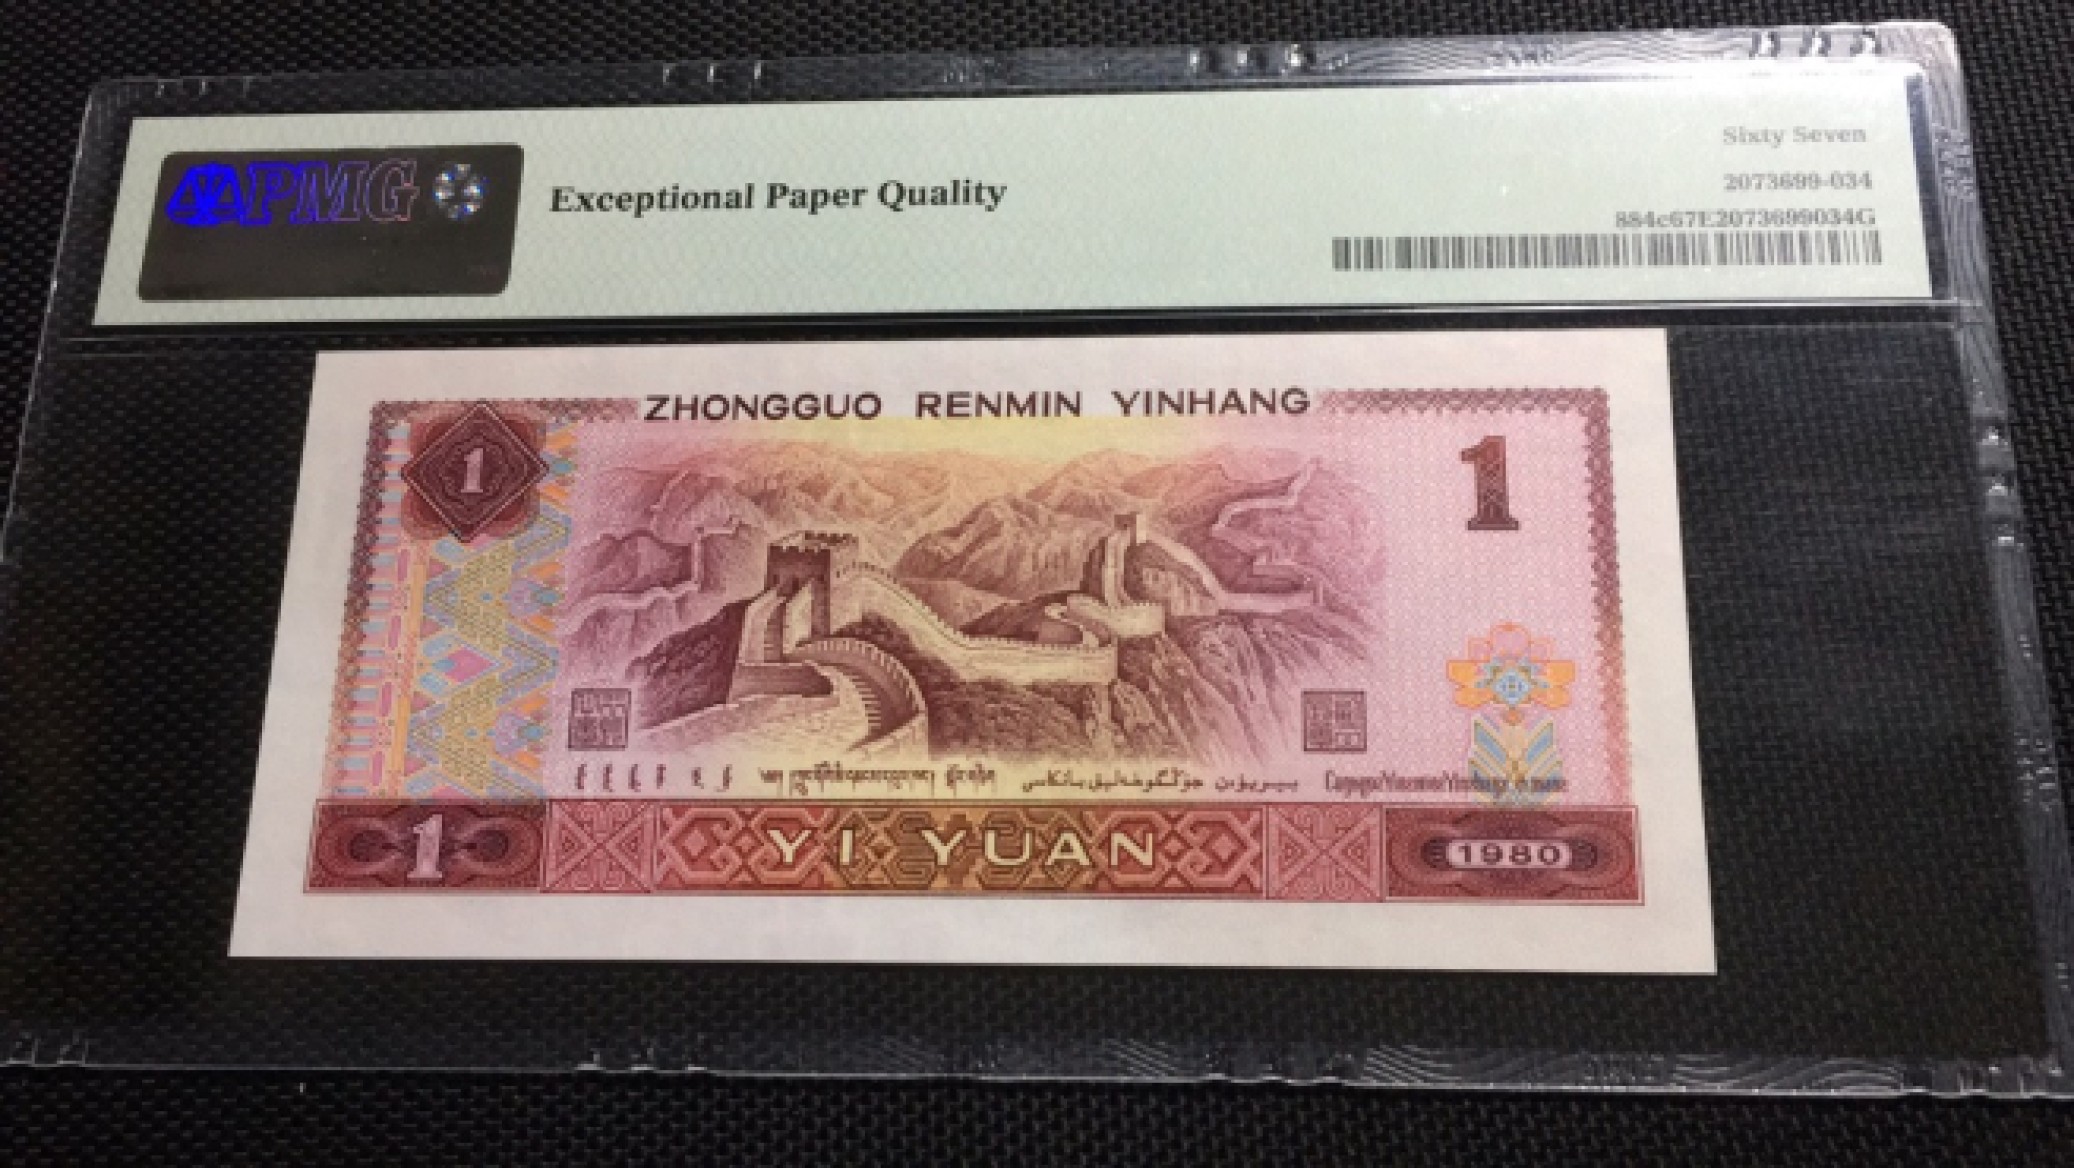 PMG
Exceptional Paper Quality
Sixty Seven
2073699-034
884c67E2073699034G
ZHONGGUO RENMIN YINHANG
1
1
1
YI YUAN
1980